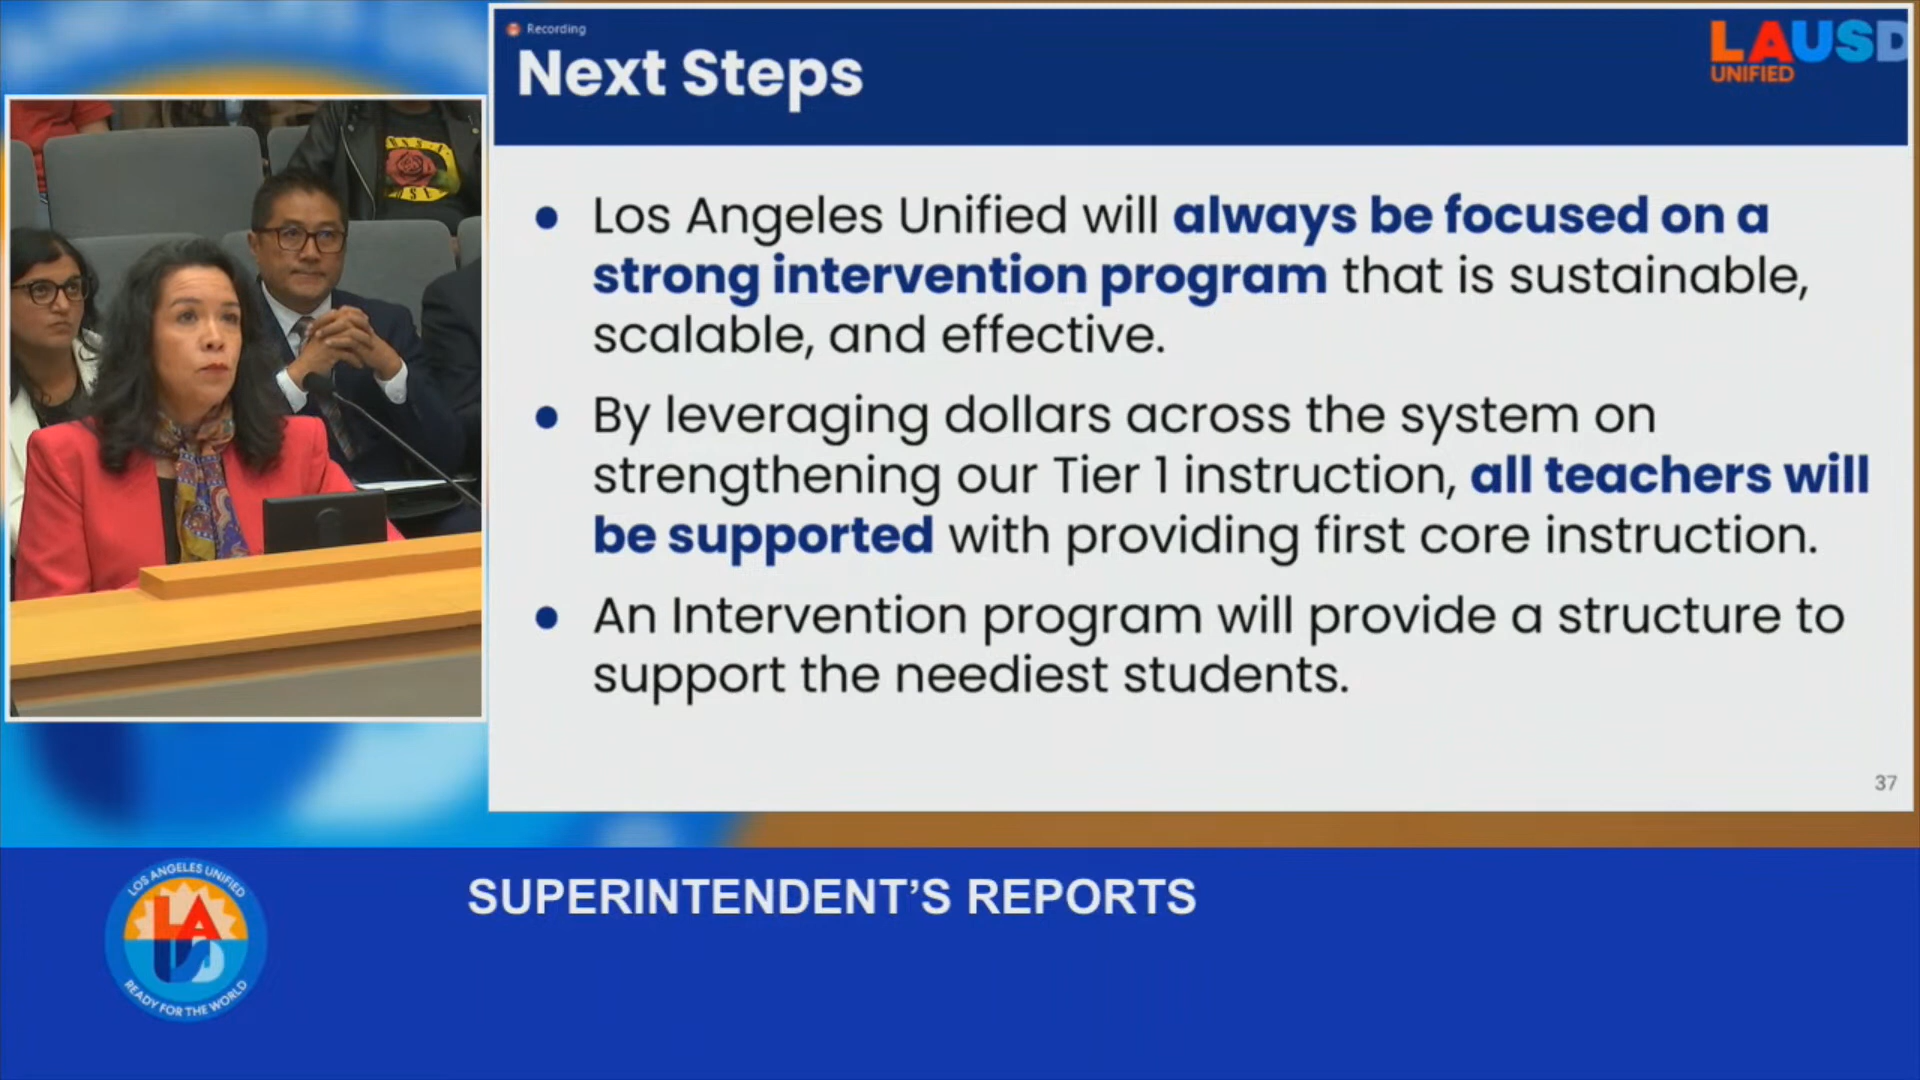 Recording
Next Steps
LAUSD
UNIFIED
● Los Angeles Unified will always be focused on a
strong intervention program that is sustainable,
scalable, and effective.
● By leveraging dollars across the system on
strengthening our Tier 1 instruction, all teachers will
be supported with providing first core instruction.
● An Intervention program will provide a structure to
support the neediest students.
37
SUPERINTENDENT’S REPORTS
LOS ANGELES UNIFIED
LA
US
READY FOR THE WORLD